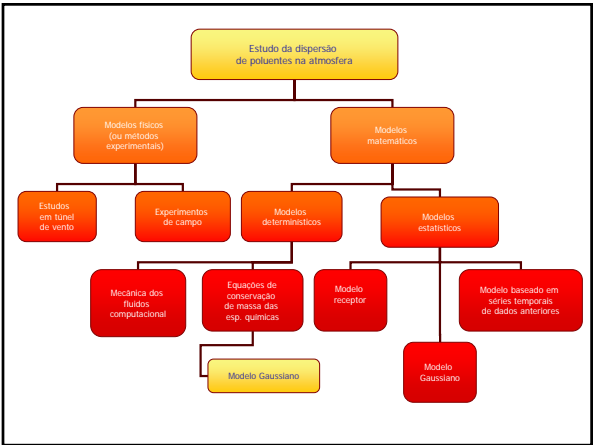 Estudo da dispersão
de poluentes na atmosfera
Modelos físicos
(ou métodos
experimentais)
Modelos
matemáticos
Estudos
em túnel
de vento
Experimentos
de campo
Modelos
determinísticos
Modelos
estatísticos
Mecânica dos
fluidos
computacional
Equações de
conservação
de massa das
esp. químicas
Modelo
receptor
Modelo baseado em
séries temporais
de dados anteriores
Modelo Gaussiano
Modelo
Gaussiano